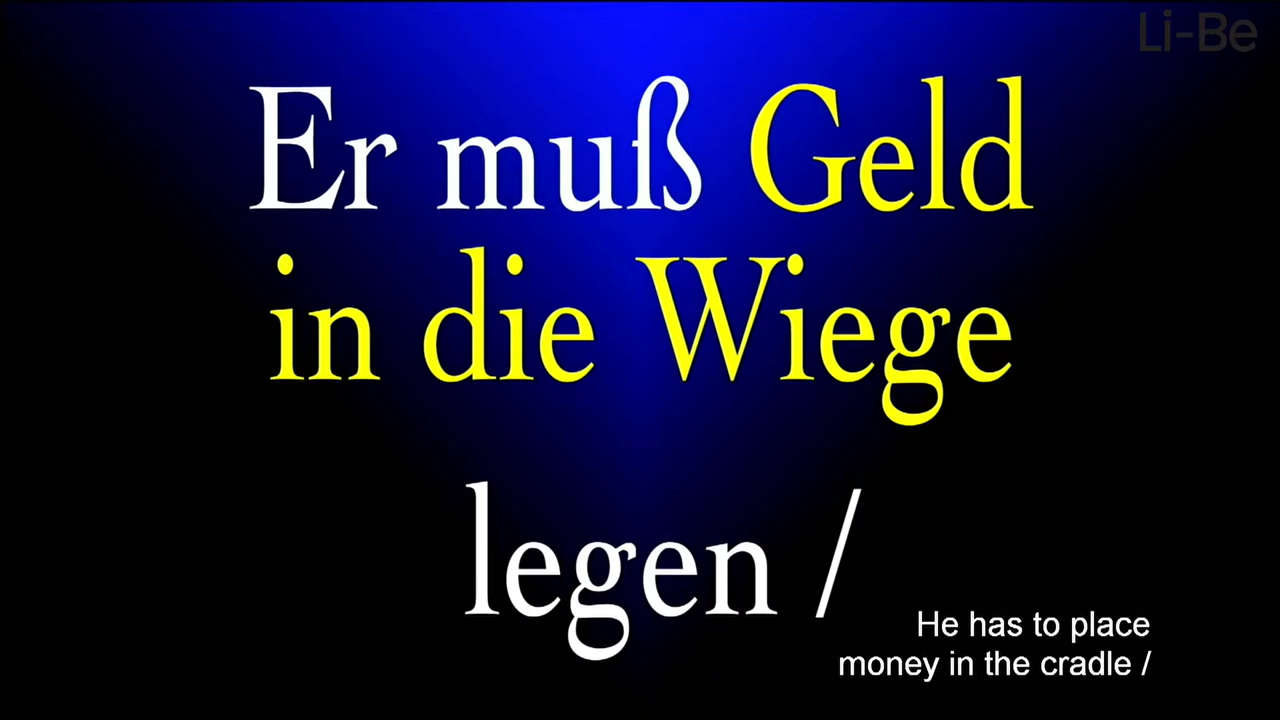 Li-Be
Er muß Geld
in die Wiege
legen /
He has to place
money in the cradle /